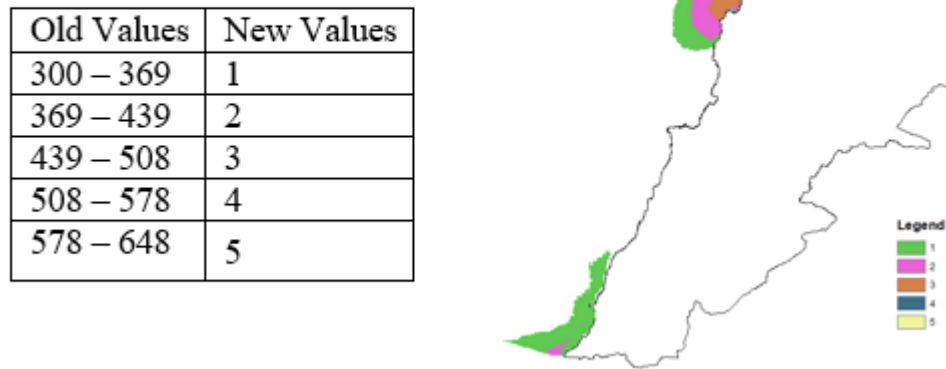 Old Values New Values
300 – 369 1
369 – 439 2
439 – 508 3
508 – 578 4
578 – 648 5
Legend
1
2
3
4
5